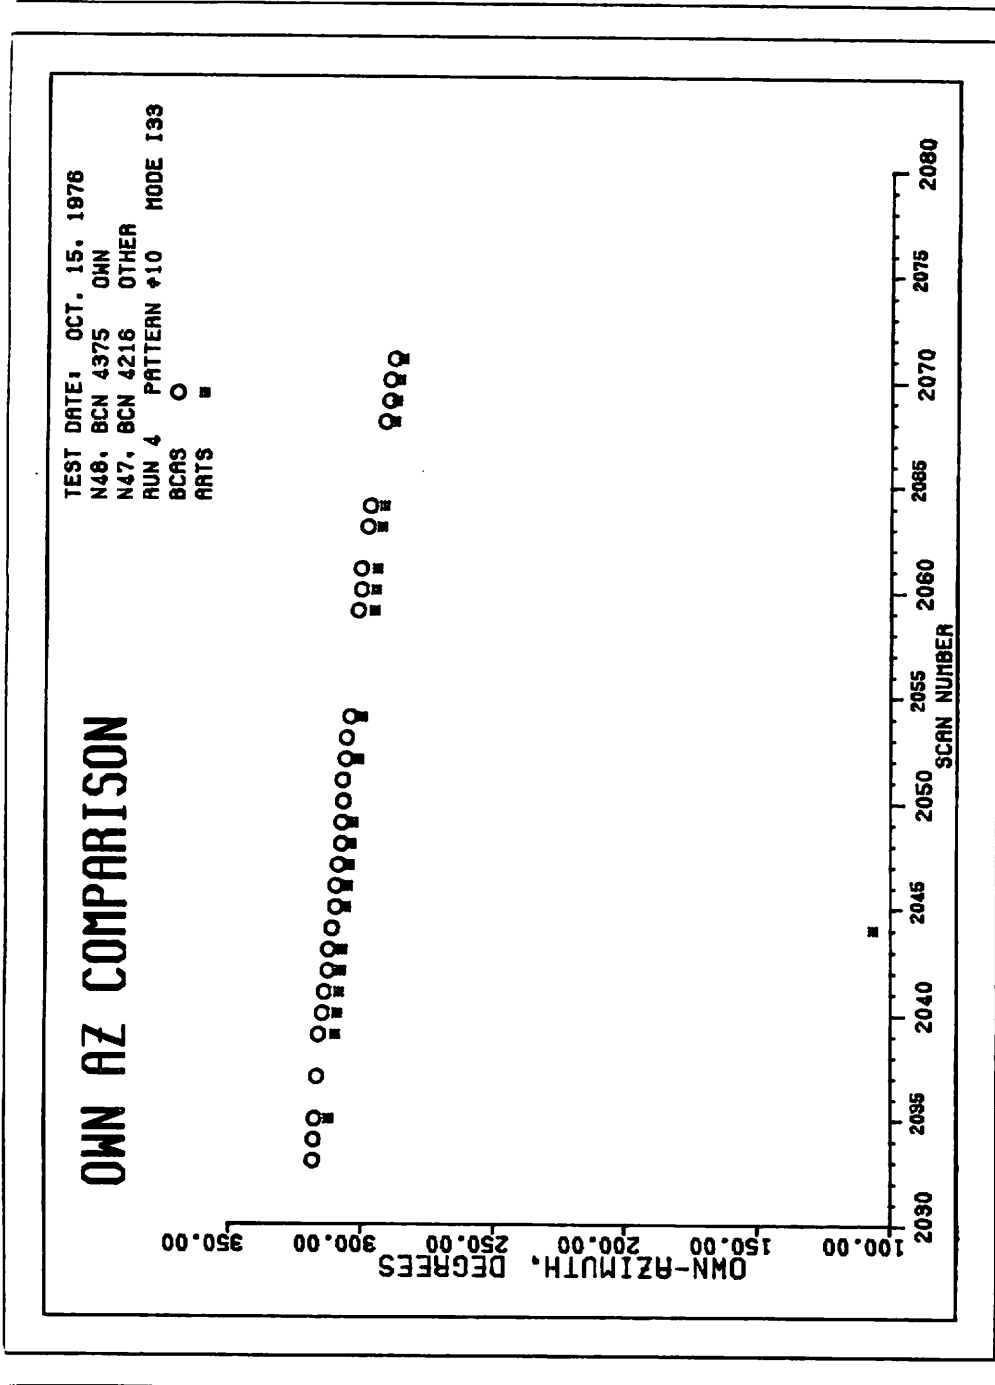 OWN AZ COMPARISON
TEST DATE: OCT. 15. 1976
N48. BCN 4375 OWN
N47. BCN 4216 OTHER
RUN 4 PATTERN #10 MODE I33
BCAS
ARTS
OWN-AZIMUTH, DEGREES
350.00
300.00
250.00
200.00
150.00
100.00
2030
2035
2040
2045
2050
2055
2060
2065
2070
2075
2080
SCAN NUMBER